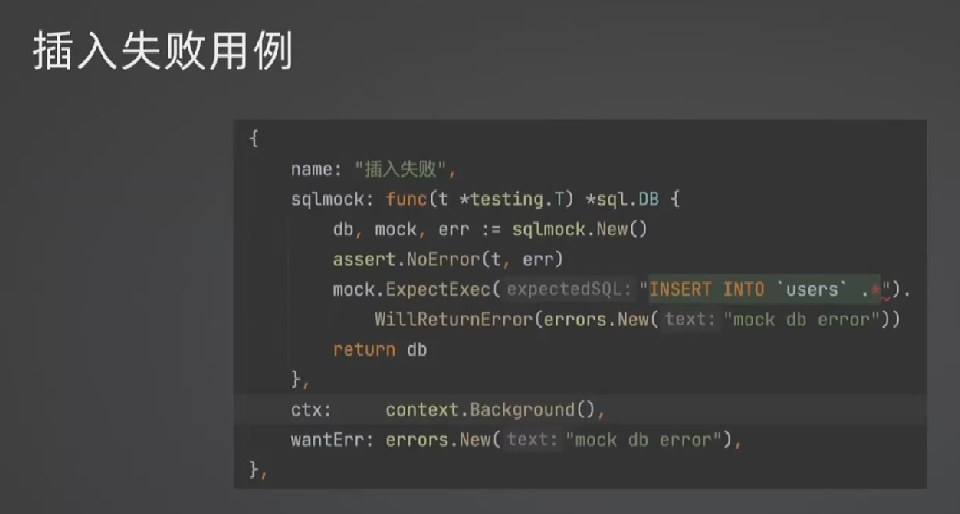 插入失败用例
{
name: "插入失败",
sqlmock: func(t *testing.T) *sql.DB {
db, mock, err := sqlmock.New()
assert.NoError(t, err)
mock.ExpectExec( expectedSQL: "INSERT INTO `users` .*").
WillReturnError(errors.New( text: "mock db error"))
return db
},
ctx: context.Background(),
wantErr: errors.New( text: "mock db error"),
},